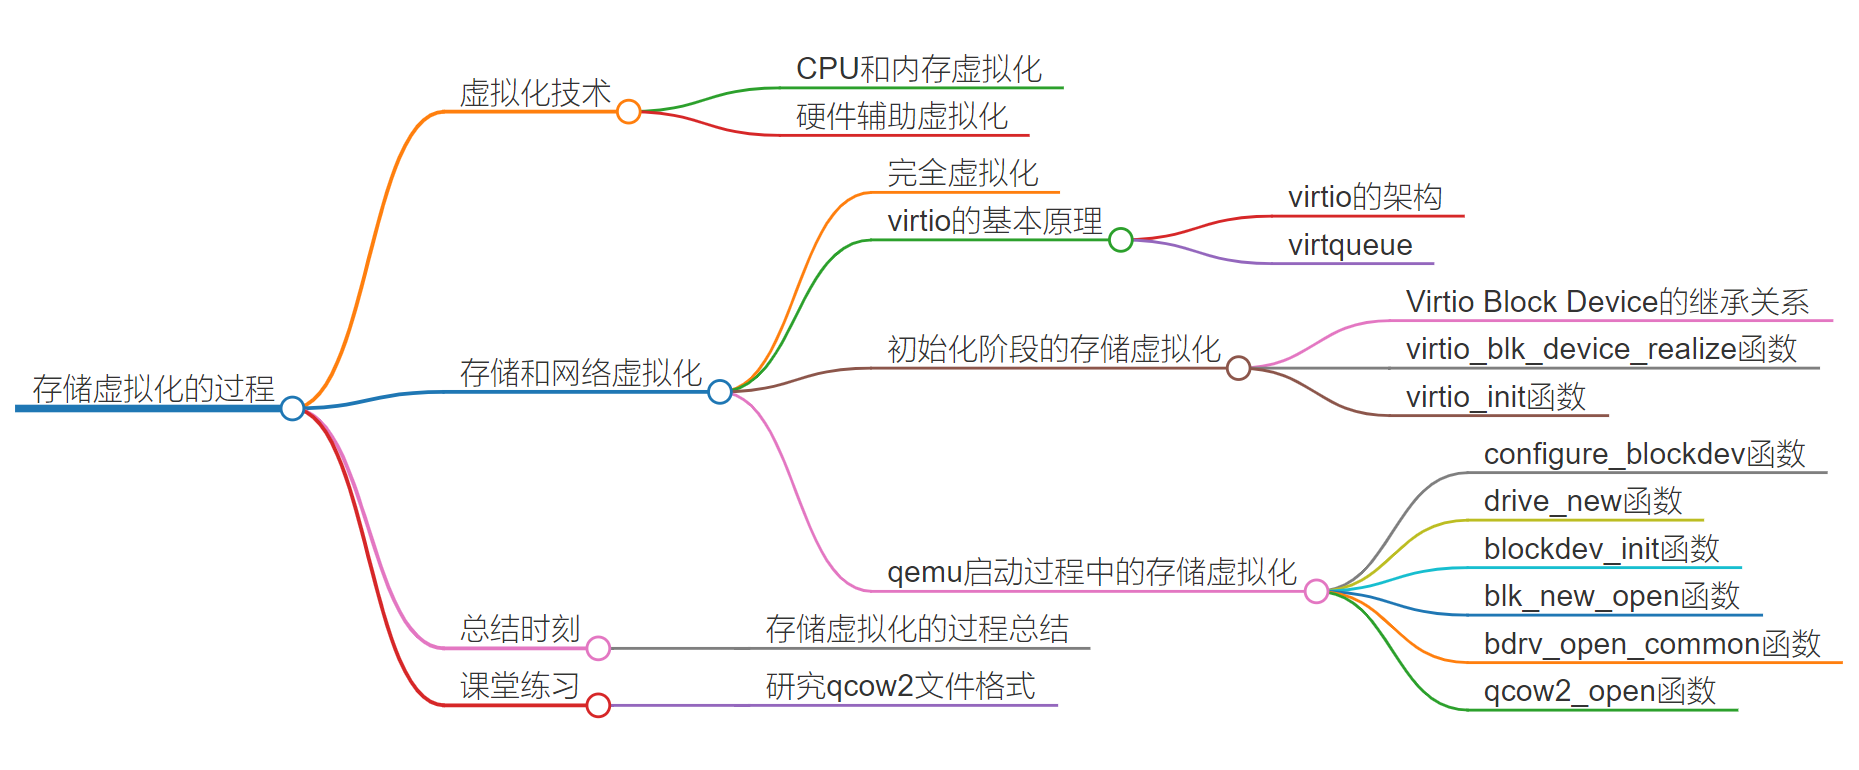 存储虚拟化的过程
虚拟化技术
CPU和内存虚拟化
硬件辅助虚拟化
存储和网络虚拟化
完全虚拟化
virtio的基本原理
virtio的架构
virtqueue
初始化阶段的存储虚拟化
Virtio Block Device的继承关系
virtio_blk_device_realize函数
virtio_init函数
qemu启动过程中的存储虚拟化
configure_blockdev函数
drive_new函数
blockdev_init函数
blk_new_open函数
bdrv_open_common函数
qcow2_open函数
总结时刻
存储虚拟化的过程总结
课堂练习
研究qcow2文件格式